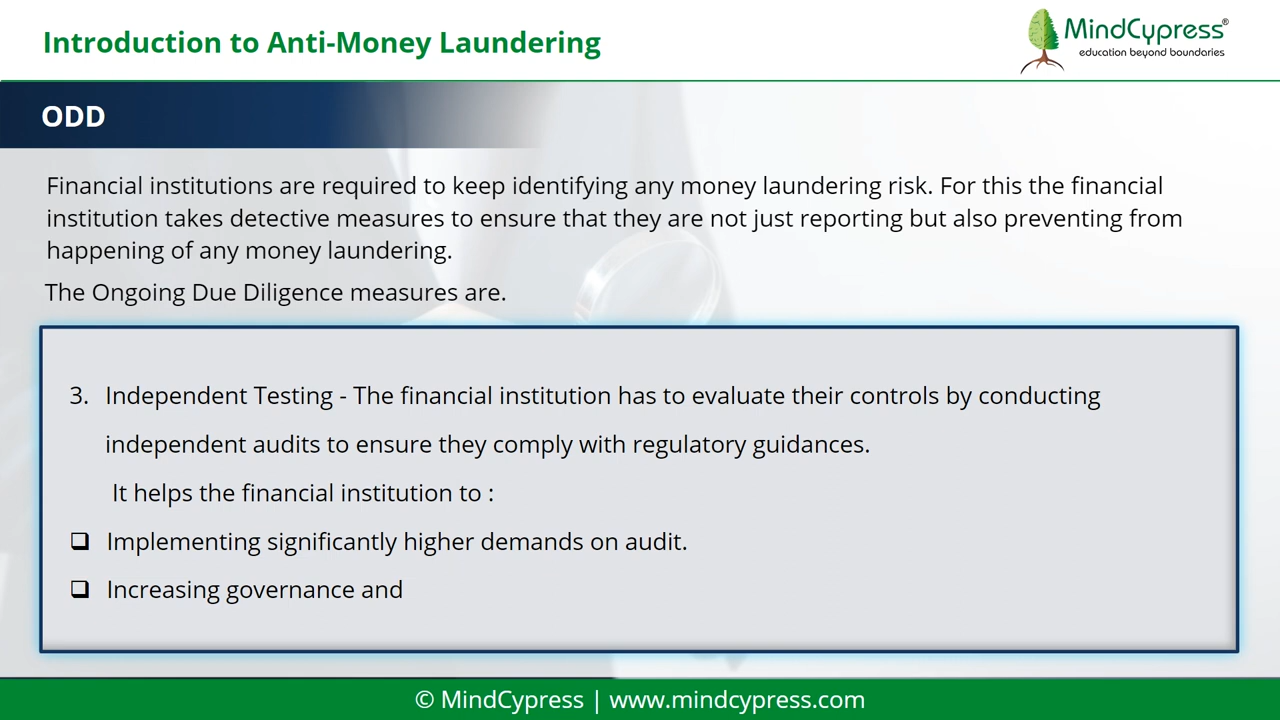 Introduction to Anti-Money Laundering
MindCypress®
education beyond boundaries
ODD
Financial institutions are required to keep identifying any money laundering risk. For this the financial
institution takes detective measures to ensure that they are not just reporting but also preventing from
happening of any money laundering.
The Ongoing Due Diligence measures are.
3. Independent Testing - The financial institution has to evaluate their controls by conducting
independent audits to ensure they comply with regulatory guidances.
It helps the financial institution to :
❑ Implementing significantly higher demands on audit.
❑ Increasing governance and
© MindCypress | www.mindcypress.com